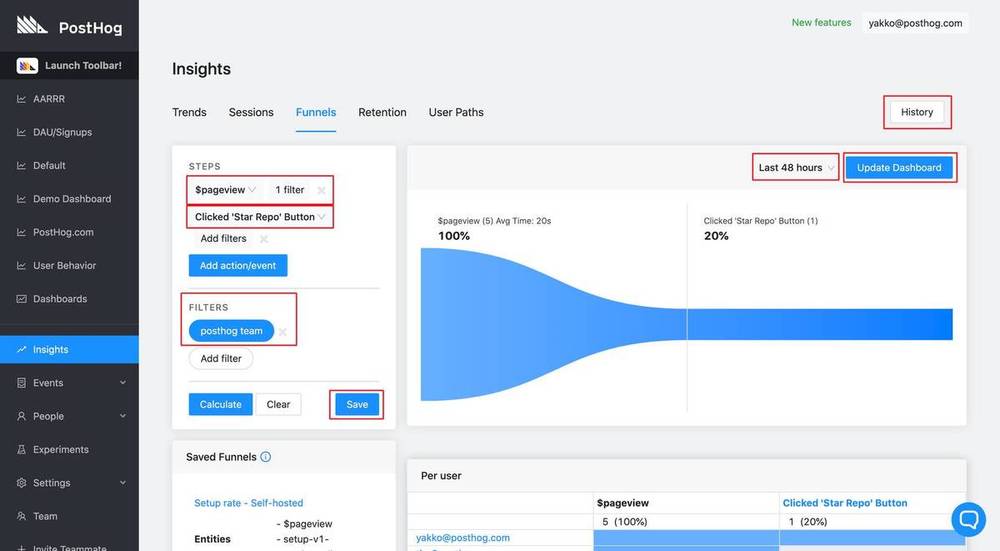 PostHog
New features
yakko@posthog.com
Launch Toolbar!
AARRR
DAU/Signups
Default
Demo Dashboard
PostHog.com
User Behavior
Dashboards
Insights
Events
People
Experiments
Settings
Team
Invite Teammate
Insights
Trends
Sessions
Funnels
Retention
User Paths
History
STEPS
$pageview
1 filter
Clicked 'Star Repo' Button
Add filters
Add action/event
FILTERS
posthog team
Add filter
Calculate
Clear
Save
Last 48 hours
Update Dashboard
$pageview (5) Avg Time: 20s
100%
Clicked 'Star Repo' Button (1)
20%
Saved Funnels
Setup rate - Self-hosted
Entities
- $pageview
- setup-v1-
Per user
$pageview
Clicked 'Star Repo' Button
5 (100%)
1 (20%)
yakko@posthog.com